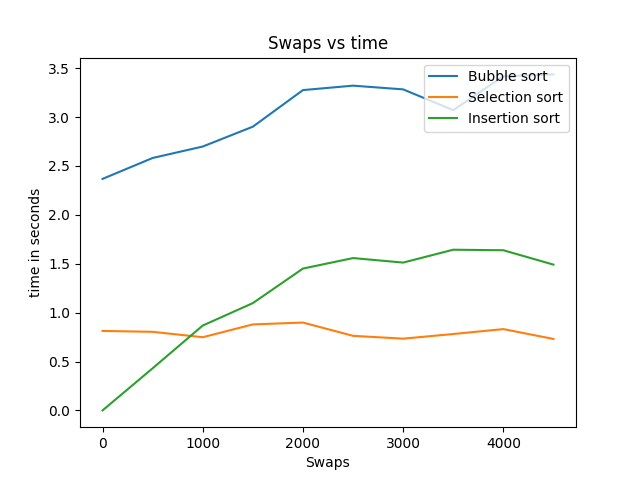 Swaps vs time
Bubble sort
Selection sort
Insertion sort
time in seconds
3.5
3.0
2.5
2.0
1.5
1.0
0.5
0.0
0 1000 2000 3000 4000
Swaps